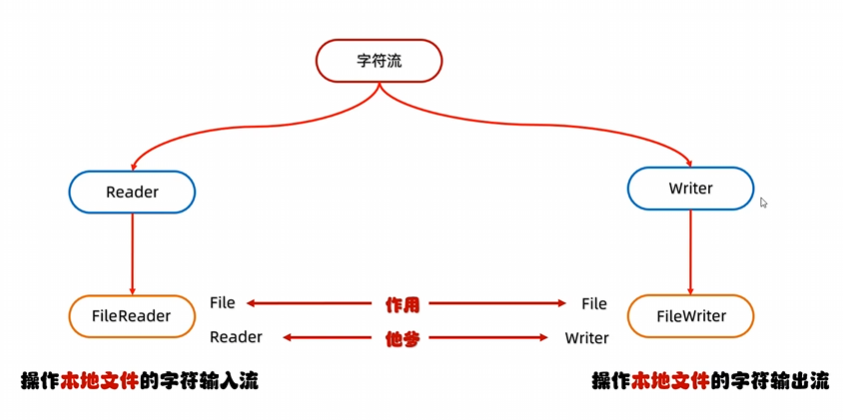 字符流
Reader
Writer
FileReader
File
作用
File
FileWriter
Reader
他参
Writer
操作本地文件的字符输入流
操作本地文件的字符输出流